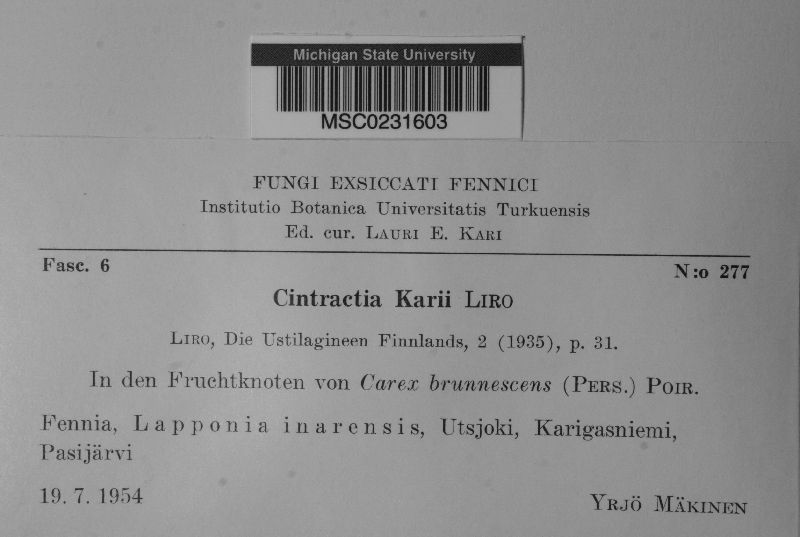 Michigan State University
MSC0231603
FUNGI EXSICCATI FENNICI
Institutio Botanica Universitatis Turkuensis
Ed. cur. LAURI E. KARI
Fasc. 6 N:o 277
Cintractia Karii LIRO
LIRO, Die Ustilagineen Finnlands, 2 (1935), p. 31.
In den Fruchtknoten von Carex brunnescens (PERS.) POIR.
Fennia, Lapponia inarensis, Utsjoki, Karigasniemi,
Pasijärvi
19. 7. 1954 YRJÖ MÄKINEN